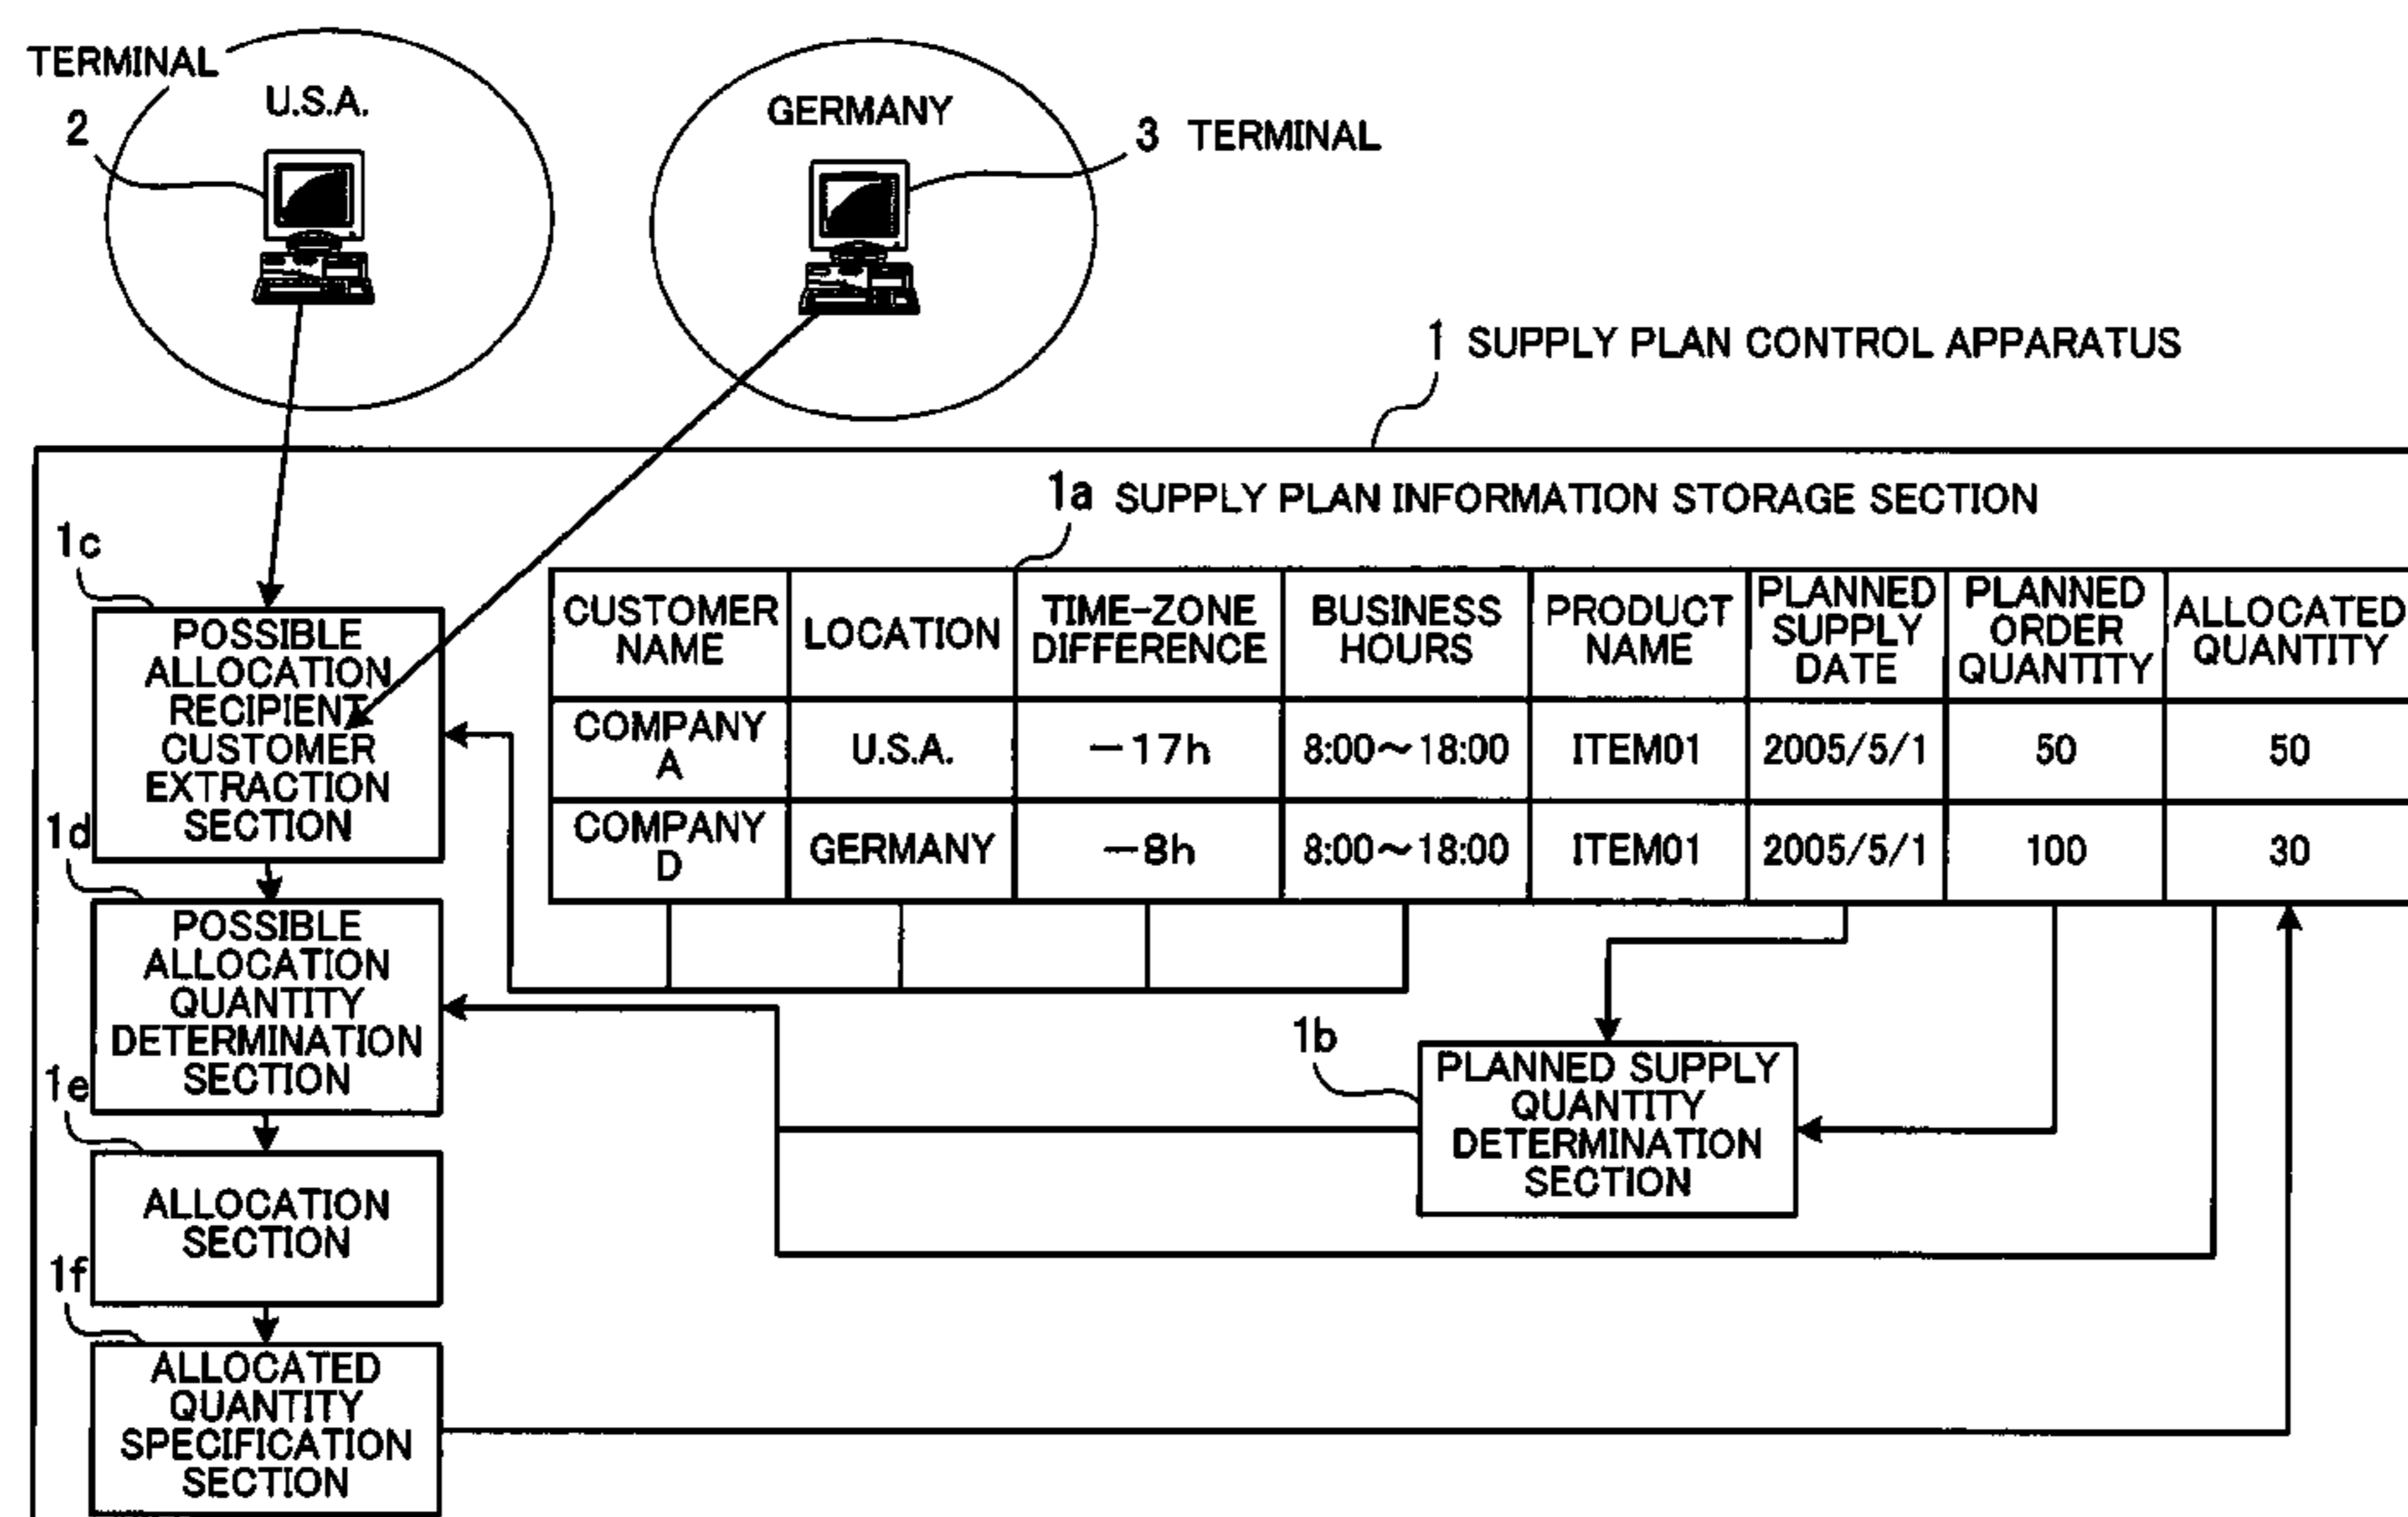 TERMINAL
U.S.A.
2
GERMANY
3 TERMINAL
1 SUPPLY PLAN CONTROL APPARATUS
1a SUPPLY PLAN INFORMATION STORAGE SECTION
1c
POSSIBLE
ALLOCATION
RECIPIENT
CUSTOMER
EXTRACTION
SECTION
CUSTOMER
NAME
LOCATION
TIME-ZONE
DIFFERENCE
BUSINESS
HOURS
PRODUCT
NAME
PLANNED
SUPPLY
DATE
PLANNED
ORDER
QUANTITY
ALLOCATED
QUANTITY
COMPANY
A
U.S.A.
−17h
8:00～18:00
ITEM01
2005/5/1
50
50
COMPANY
D
GERMANY
−8h
8:00～18:00
ITEM01
2005/5/1
100
30
1d
POSSIBLE
ALLOCATION
QUANTITY
DETERMINATION
SECTION
1b
PLANNED SUPPLY
QUANTITY
DETERMINATION
SECTION
1e
ALLOCATION
SECTION
1f
ALLOCATED
QUANTITY
SPECIFICATION
SECTION